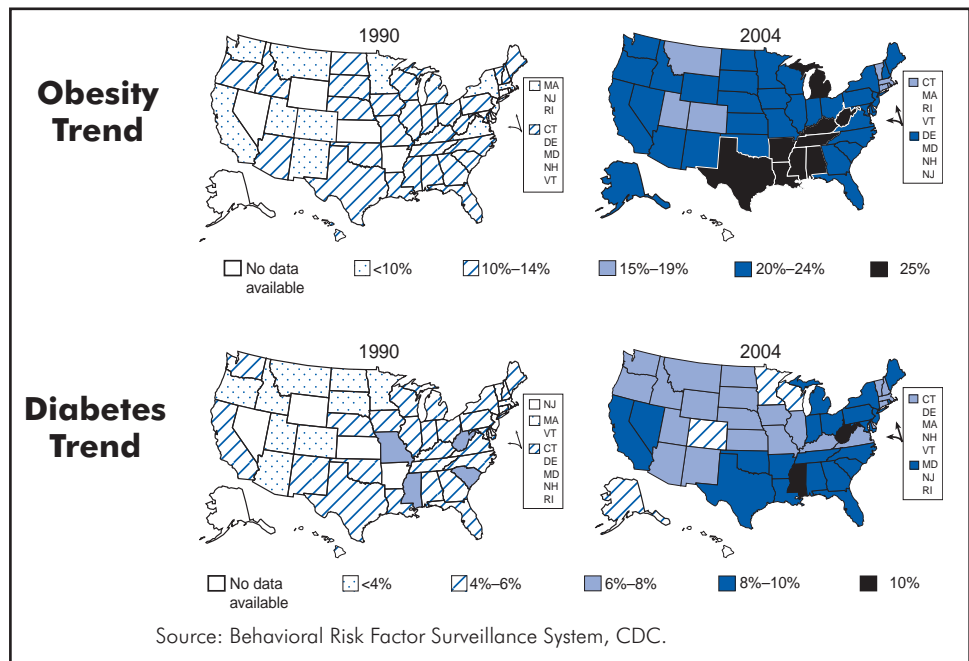 Obesity
Trend
1990
MA
NJ
RI
CT
DE
MD
NH
VT
2004
CT
MA
RI
VT
DE
MD
NH
NJ
No data
available
<10%
10%–14%
15%–19%
20%–24%
25%
Diabetes
Trend
1990
NJ
MA
VT
CT
DE
MD
NH
RI
2004
CT
DE
MA
NH
VT
MD
NJ
RI
No data
available
<4%
4%–6%
6%–8%
8%–10%
10%
Source: Behavioral Risk Factor Surveillance System, CDC.